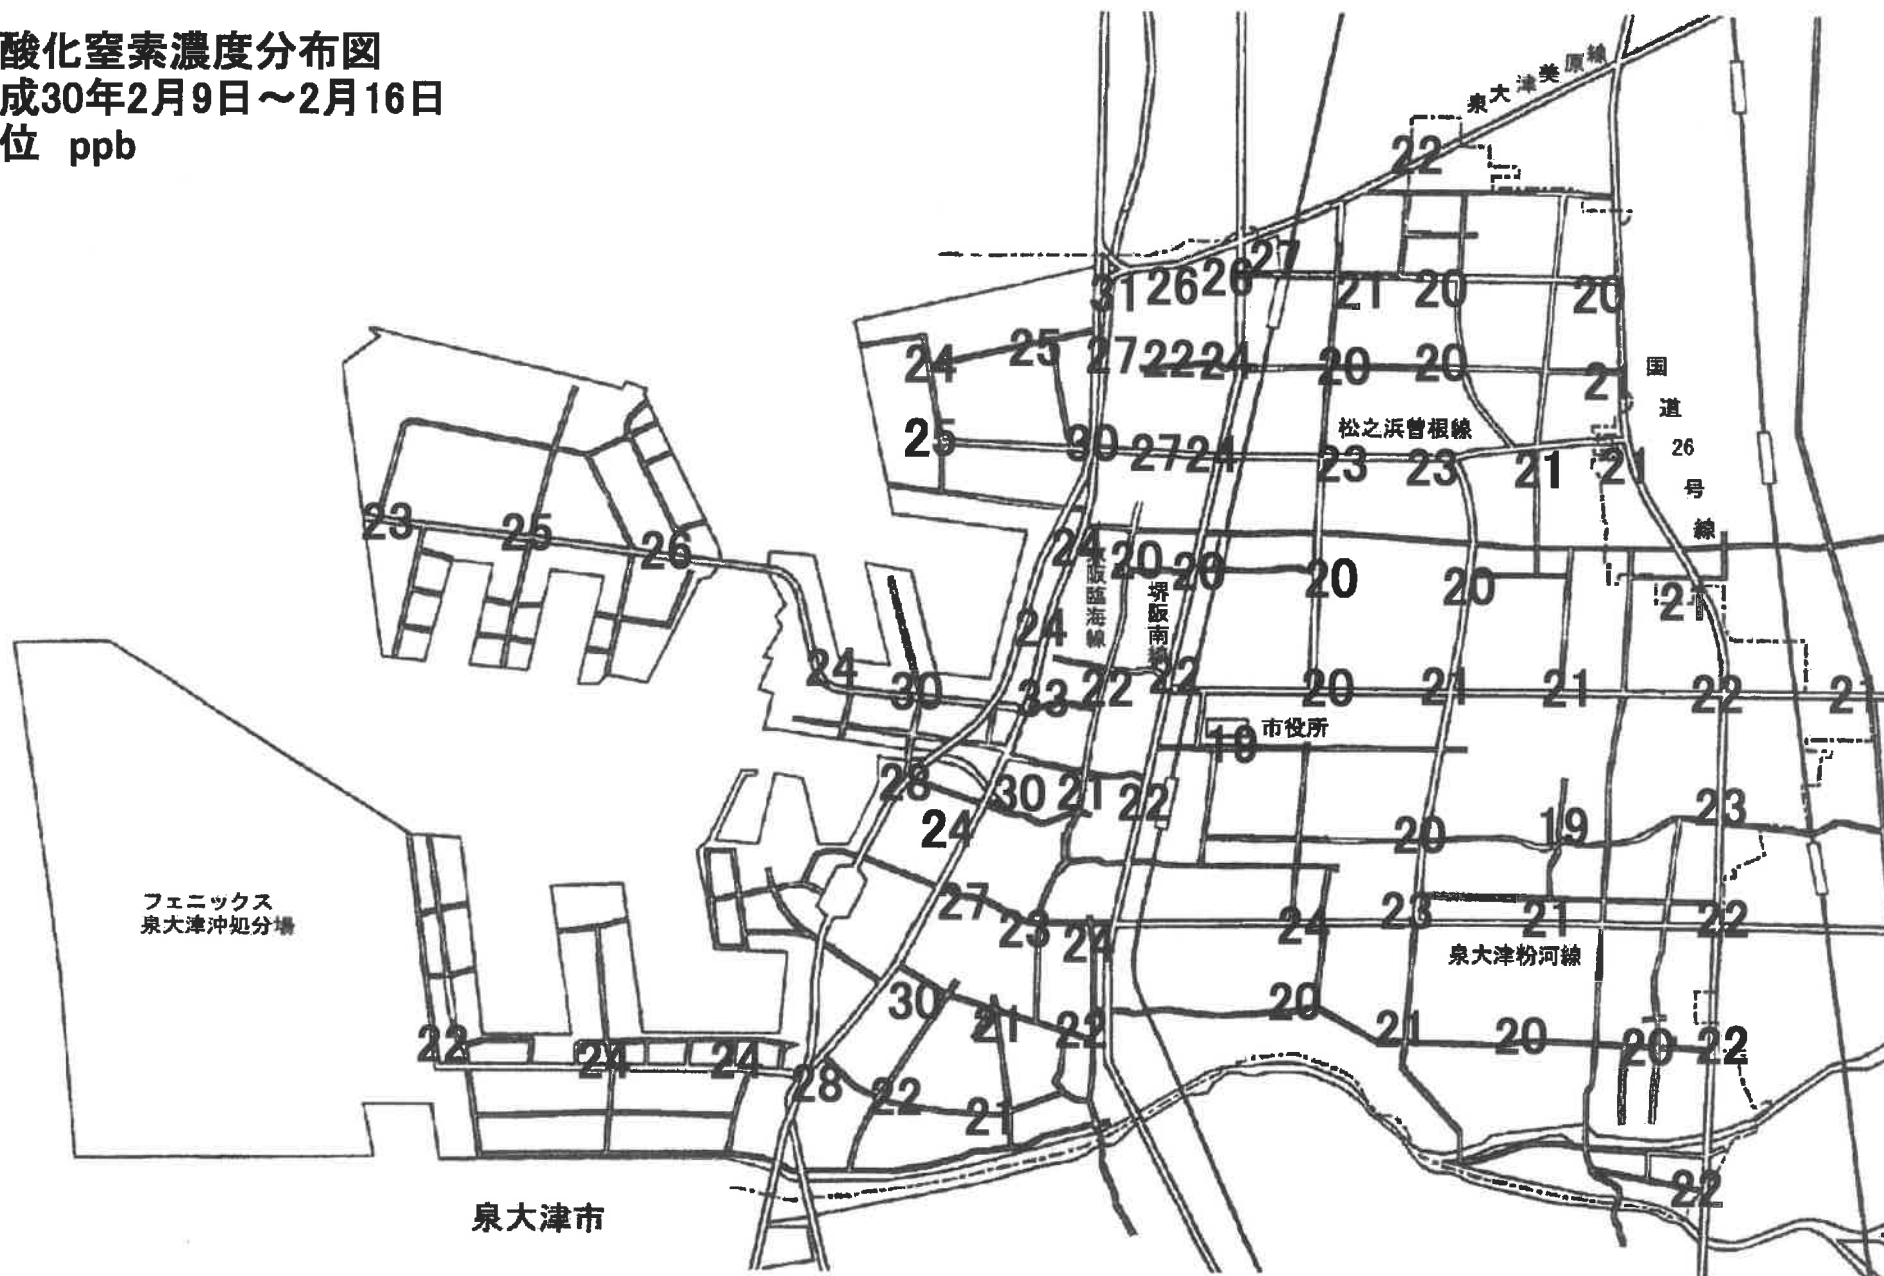 酸化窒素濃度分布図
成30年2月9日～2月16日
位 ppb
泉大津美原線
22
27
31 26 26 21 20 20
24 25 27 22 24 20 20
国道26号線
松之浜曽根線
25 30 27 24 23 23 21 21
23 25 26
24 20 20 20 20
阪臨海線
堺阪南線
24
24 30 33 22 22 20 21 21 22
市役所
28 30 21 22 23
24 20 19
フェニックス
泉大津沖処分場
27 23 24 24 23 21 22
泉大津粉河線
30 21 22 20 21 20 20 22
22 24 24 28 22 21
22
泉大津市